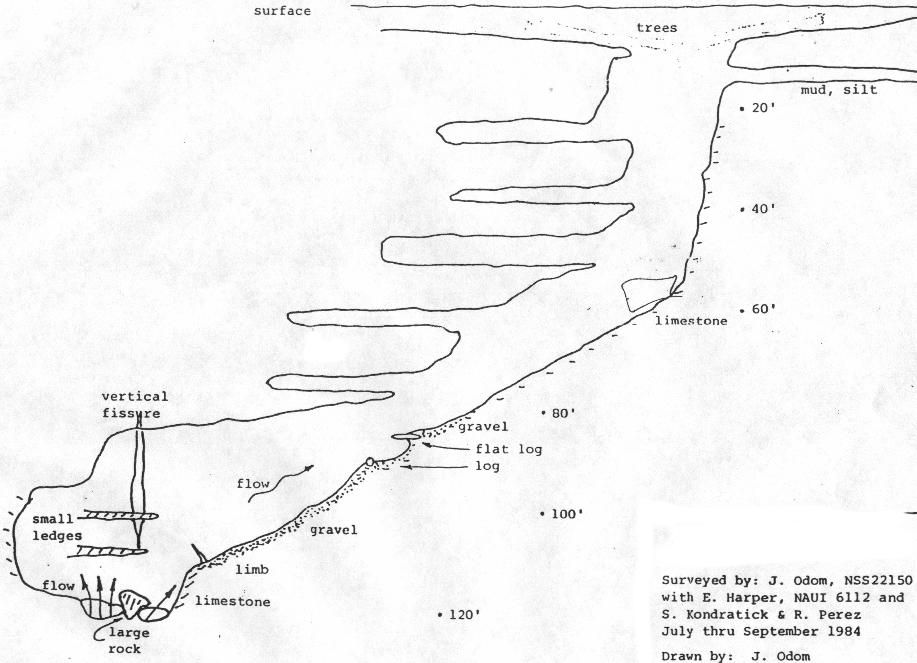 surface
trees
mud, silt
• 20'
• 40'
• 60'
limestone
vertical
fissure
• 80'
gravel
flat log
log
flow
• 100'
small
ledges
gravel
limb
flow
limestone
• 120'
large
rock
Surveyed by: J. Odom, NSS22150
with E. Harper, NAUI 6112 and
S. Kondratick & R. Perez
July thru September 1984
Drawn by: J. Odom